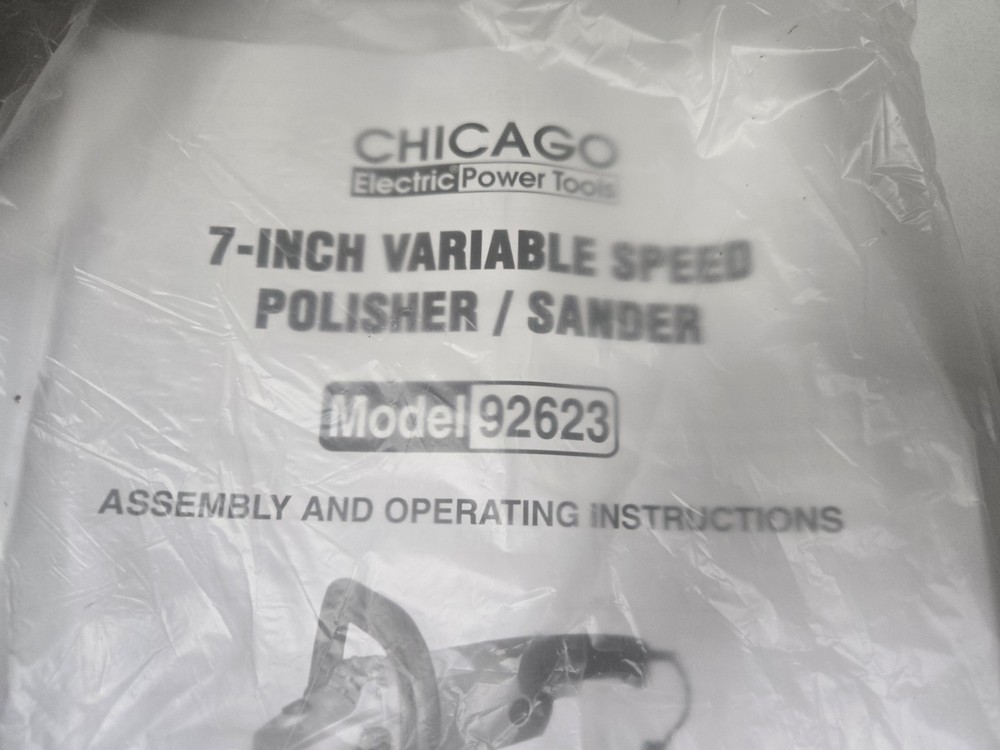 CHICAGO
Electric® Power Tools
7-INCH VARIABLE SPEED
POLISHER / SANDER
Model 92623
ASSEMBLY AND OPERATING INSTRUCTIONS